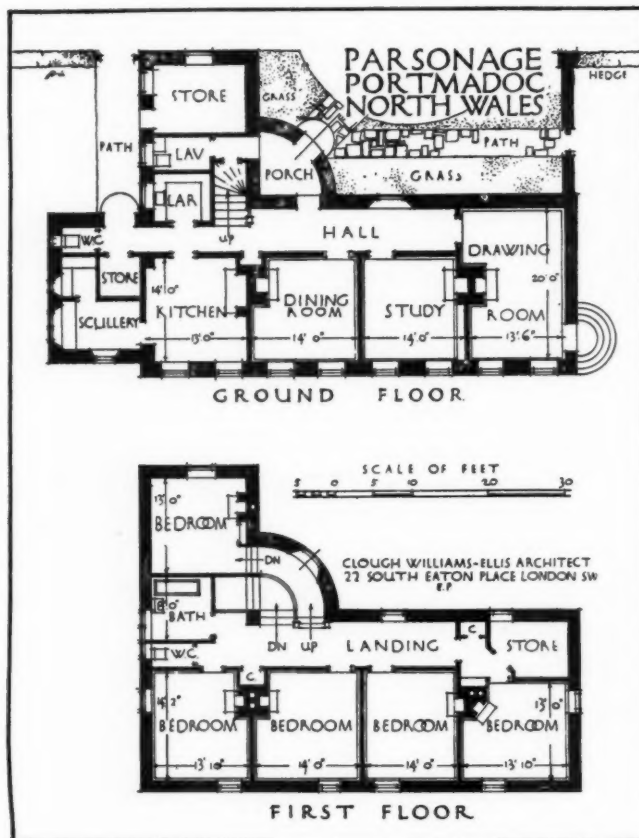 PARSONAGE
PORTMADOC
NORTH WALES
HEDGE
STORE
GRASS
PATH
LAV
PORCH
PATH
GRASS
LAR
UP
HALL
W.C.
DRAWING
ROOM
20'.0"
13'.6"
STORE
14'.10"
KITCHEN
13'.0"
DINING
ROOM
14'.0"
STUDY
14'.0"
SCULLERY
GROUND FLOOR
SCALE OF FEET
5 0 5 10 20 30
13'.0"
BEDROOM
DN
CLOUGH WILLIAMS-ELLIS ARCHITECT
22 SOUTH EATON PLACE LONDON SW
BATH
DN UP
LANDING
C.
STORE
W.C.
C.
BEDROOM
13'.10"
BEDROOM
14'.0"
BEDROOM
14'.0"
BEDROOM
13'.0"
13'.10"
FIRST FLOOR